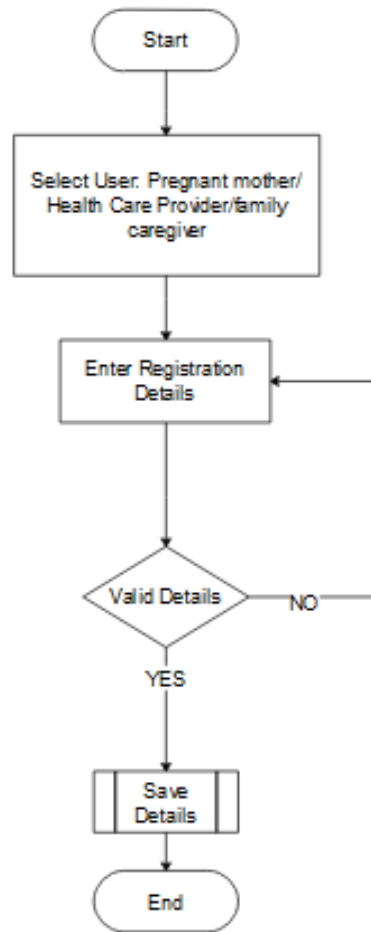 Start
Select User: Pregnant mother/
Health Care Provider/family
caregiver
Enter Registration
Details
Valid Details
NO
YES
Save
Details
End